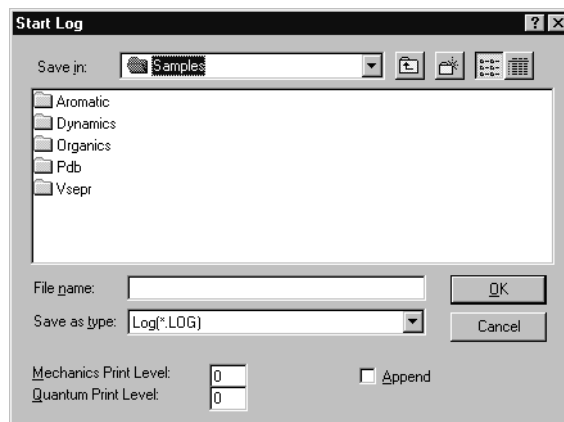 Start Log
Save in: Samples
Aromatic
Dynamics
Organics
Pdb
Vsepr
File name: OK
Save as type: Log(*.LOG) Cancel
Mechanics Print Level: 0 Append
Quantum Print Level: 0